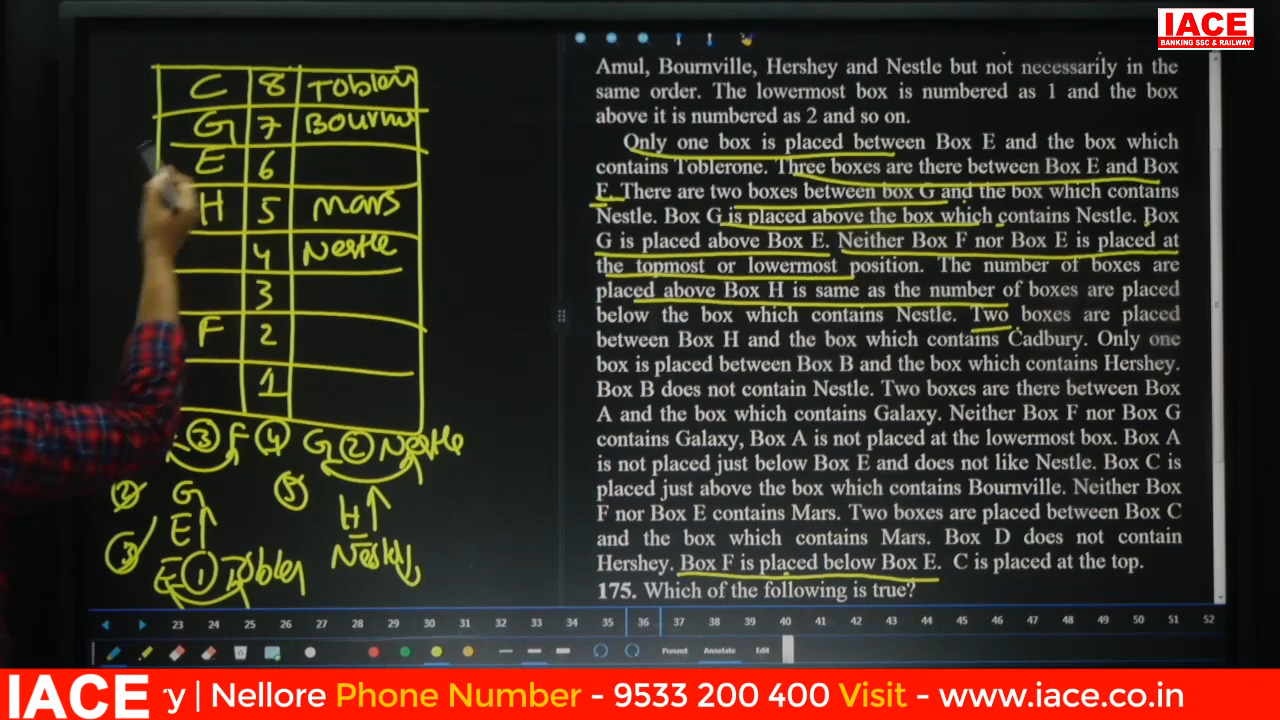 IACE
BANKING SSC & RAILWAY
Amul, Bournville, Hershey and Nestle but not necessarily in the
same order. The lowermost box is numbered as 1 and the box
above it is numbered as 2 and so on.
Only one box is placed between Box E and the box which
contains Toblerone. Three boxes are there between Box E and Box
E. There are two boxes between box G and the box which contains
Nestle. Box G is placed above the box which contains Nestle. Box
G is placed above Box E. Neither Box F nor Box E is placed at
the topmost or lowermost position. The number of boxes are
placed above Box H is same as the number of boxes are placed
below the box which contains Nestle. Two boxes are placed
between Box H and the box which contains Cadbury. Only one
box is placed between Box B and the box which contains Hershey.
Box B does not contain Nestle. Two boxes are there between Box
A and the box which contains Galaxy. Neither Box F nor Box G
contains Galaxy, Box A is not placed at the lowermost box. Box A
is not placed just below Box E and does not like Nestle. Box C is
placed just above the box which contains Bournville. Neither Box
F nor Box E contains Mars. Two boxes are placed between Box C
and the box which contains Mars. Box D does not contain
Hershey. Box F is placed below Box E. C is placed at the top.
175. Which of the following is true?
C 8
G 7
E 6
H 5 Mars
4 Nestle
3
F 2
1
3 F 4 G 2 Nestle
2 G 5
E H
3 Nestle
E 1
23 24 25 26 27 28 29 30 31 32 33 34 35 36 37 38 39 40 41 42 43 44 45 46 47 48 49 50 51 52
Present Annotate Edit
IACE
y | Nellore Phone Number - 9533 200 400 Visit - www.iace.co.in